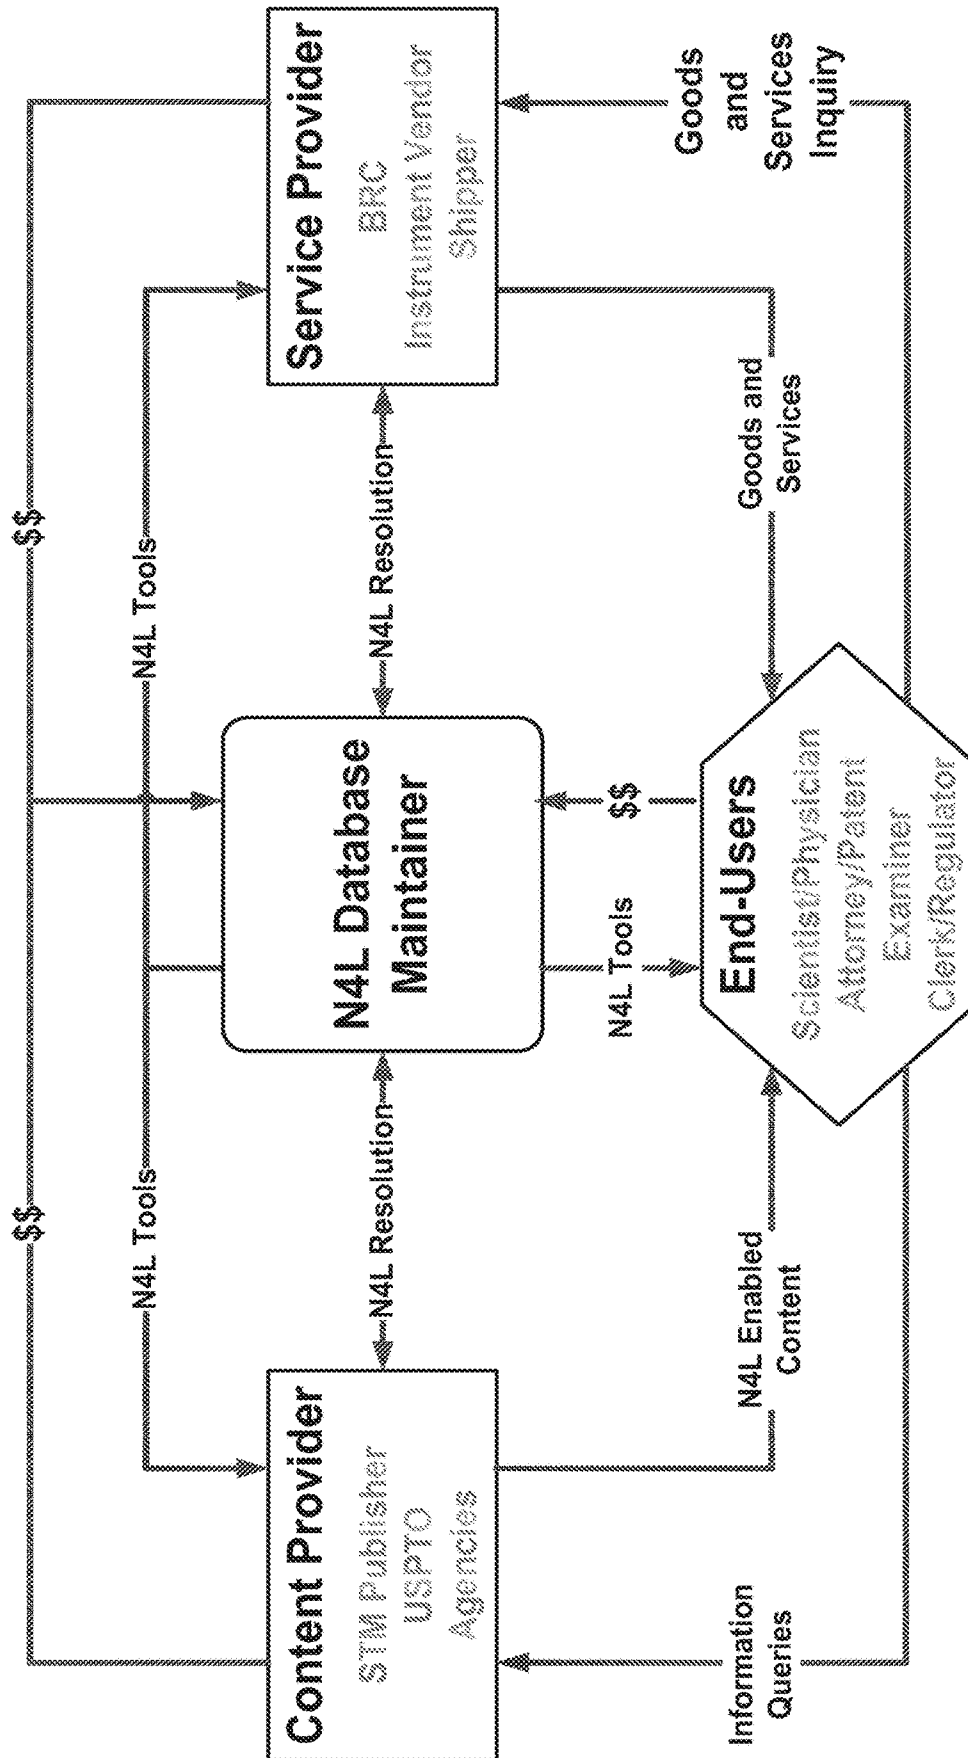 $$
$$
N4L Tools
N4L Tools
Content Provider
STM Publisher
USPTO
Agencies
N4L Resolution
N4L Database
Maintainer
N4L Resolution
Service Provider
BRC
Instrument Vendor
Shipper
N4L Tools
$$
Information
Queries
N4L Enabled
Content
End-Users
Scientist/Physician
Attorney/Patent
Examiner
Clerk/Regulator
Goods and
Services
Goods
and
Services
Inquiry